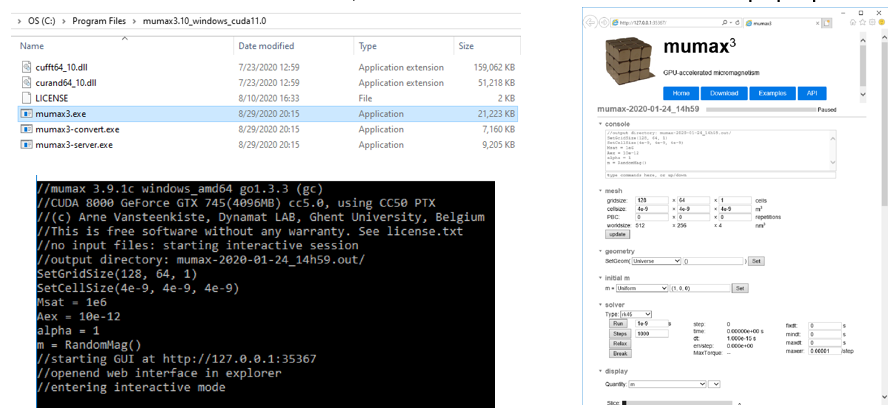 > OS (C:) > Program Files > mumax3.10_windows_cuda11.0
Name Date modified Type Size
cufft64_10.dll 7/23/2020 12:59 Application extension 159,062 KB
curand64_10.dll 7/23/2020 12:59 Application extension 51,218 KB
LICENSE 8/10/2020 16:33 File 2 KB
mumax3.exe 8/29/2020 20:15 Application 21,223 KB
mumax3-convert.exe 8/29/2020 20:15 Application 7,160 KB
mumax3-server.exe 8/29/2020 20:15 Application 9,205 KB
//mumax 3.9.1c windows_amd64 go1.3.3 (gc)
//CUDA 8000 GeForce GTX 745(4096MB) cc5.0, using CC50 PTX
//(c) Arne Vansteenkiste, Dynamat LAB, Ghent University, Belgium
//This is free software without any warranty. See license.txt
//no input files: starting interactive session
//output directory: mumax-2020-01-24_14h59.out/
SetGridSize(128, 64, 1)
SetCellSize(4e-9, 4e-9, 4e-9)
Msat = 1e6
Aex = 10e-12
alpha = 1
m = RandomMag()
//starting GUI at http://127.0.0.1:35367
//openend web interface in explorer
//entering interactive mode
http://127.0.0.1:35367/ mumax3
mumax3
GPU-accelerated micromagnetism
Home Download Examples API
mumax-2020-01-24_14h59 Paused
console
//output directory: mumax-2020-01-24_14h59.out/
SetGridSize(128, 64, 1)
SetCellSize(4e-9, 4e-9, 4e-9)
Msat = 1e6
Aex = 10e-12
alpha = 1
m = RandomMag()
type commands here, or up/down
mesh
gridsize: 128 × 64 × 1 cells
cellsize: 4e-9 × 4e-9 × 4e-9 m³
PBC: 0 × 0 × 0 repetitions
worldsize: 512 × 256 × 4 nm³
update
geometry
SetGeom( Universe () ) Set
initial m
m = Uniform (1, 0, 0) Set
solver
Type: rk45
Run 1e-9 s step 0 fixdt: 0 s
Steps 1000 time: 0.00000e+00 s mindt: 0 s
Relax dt: 1.000e-15 s maxdt: 0 s
Break err/step: 0.000e+00 maxerr: 0.00001 /step
MaxTorque: --
display
Quantity: m
Slice: